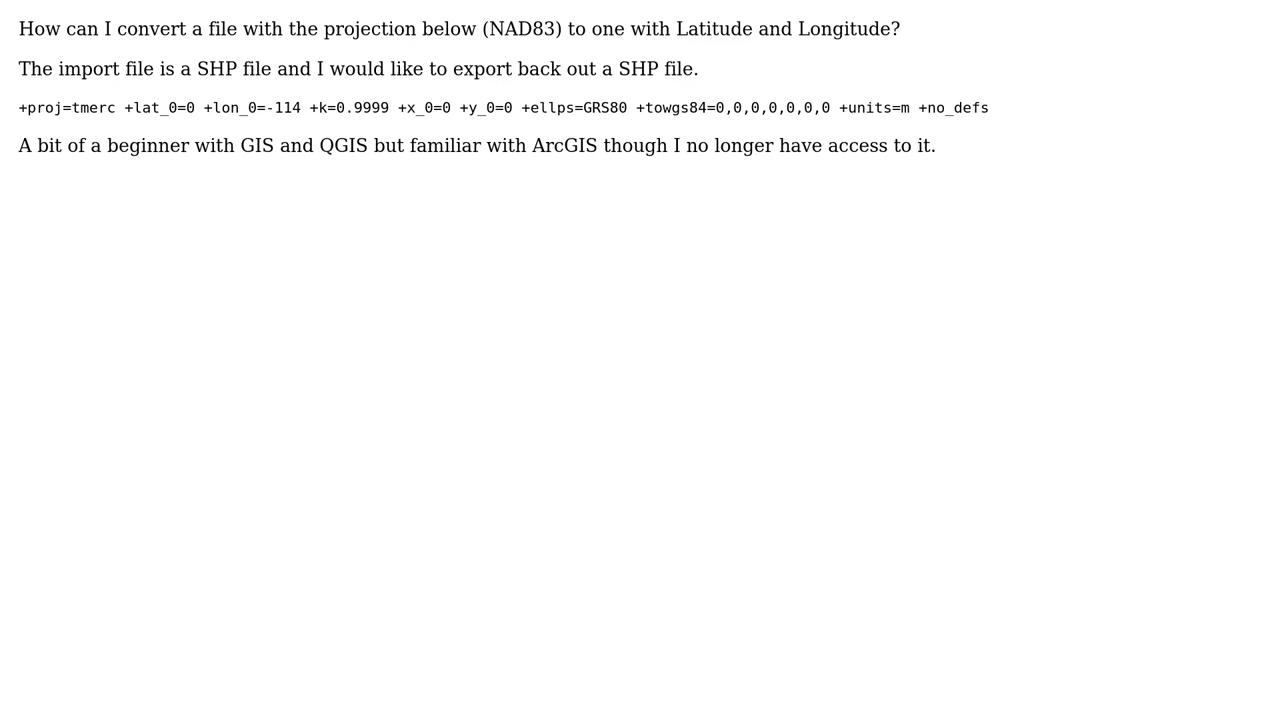 How can I convert a file with the projection below (NAD83) to one with Latitude and Longitude?
The import file is a SHP file and I would like to export back out a SHP file.
+proj=tmerc +lat_0=0 +lon_0=-114 +k=0.9999 +x_0=0 +y_0=0 +ellps=GRS80 +towgs84=0,0,0,0,0,0,0 +units=m +no_defs
A bit of a beginner with GIS and QGIS but familiar with ArcGIS though I no longer have access to it.